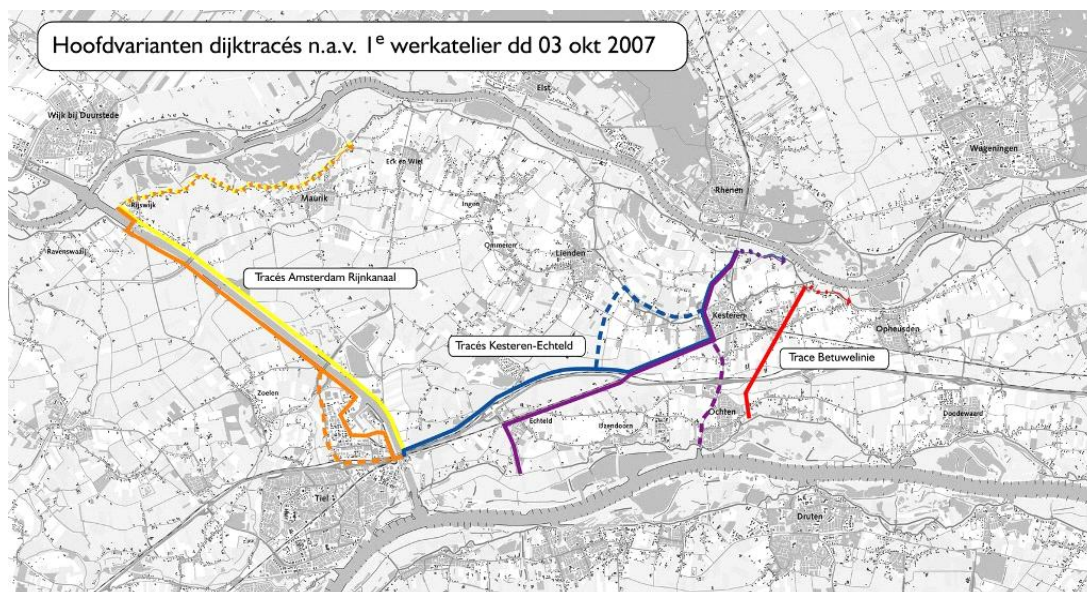 Hoofdvarianten dijktracés n.a.v. 1e werkatelier dd 03 okt 2007
Elst
Wijk bij Duurstede
Wageningen
Eck en Wiel
Rhenen
Maurik
Rijswijk
Ingen
Ravenswaaij
Ommeren
Lienden
Tracés Amsterdam Rijnkanaal
Kesteren
Opheusden
Tracés Kesteren-Echteld
Trace Betuwelinie
Zoelen
Ochten
Dodewaard
Echteld
IJzendoorn
Tiel
Druten